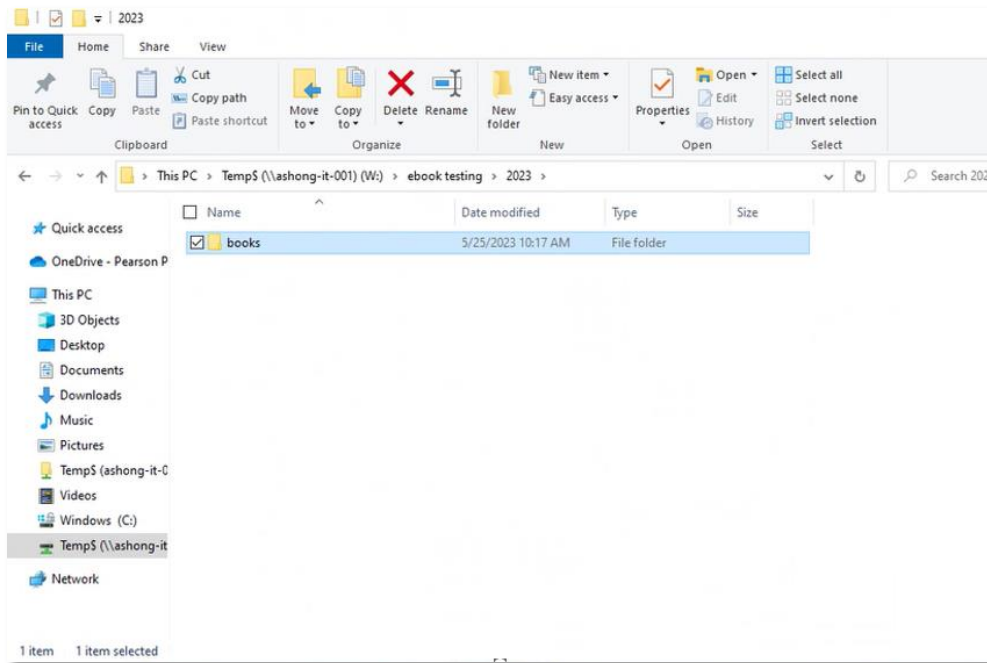 2023
File Home Share View
Pin to Quick access Copy Paste Cut Copy path Paste shortcut Move to Copy to Delete Rename New folder New item Easy access Properties Open Edit History Select all Select none Invert selection
Clipboard Organize New Open Select
This PC > Temp$ (\\ashong-it-001) (W:) > ebook testing > 2023 > Search 202
Name Date modified Type Size
books 5/25/2023 10:17 AM File folder
Quick access
OneDrive - Pearson P
This PC
3D Objects
Desktop
Documents
Downloads
Music
Pictures
Temp$ (ashong-it-0
Videos
Windows (C:)
Temp$ (\\ashong-it
Network
1 item 1 item selected